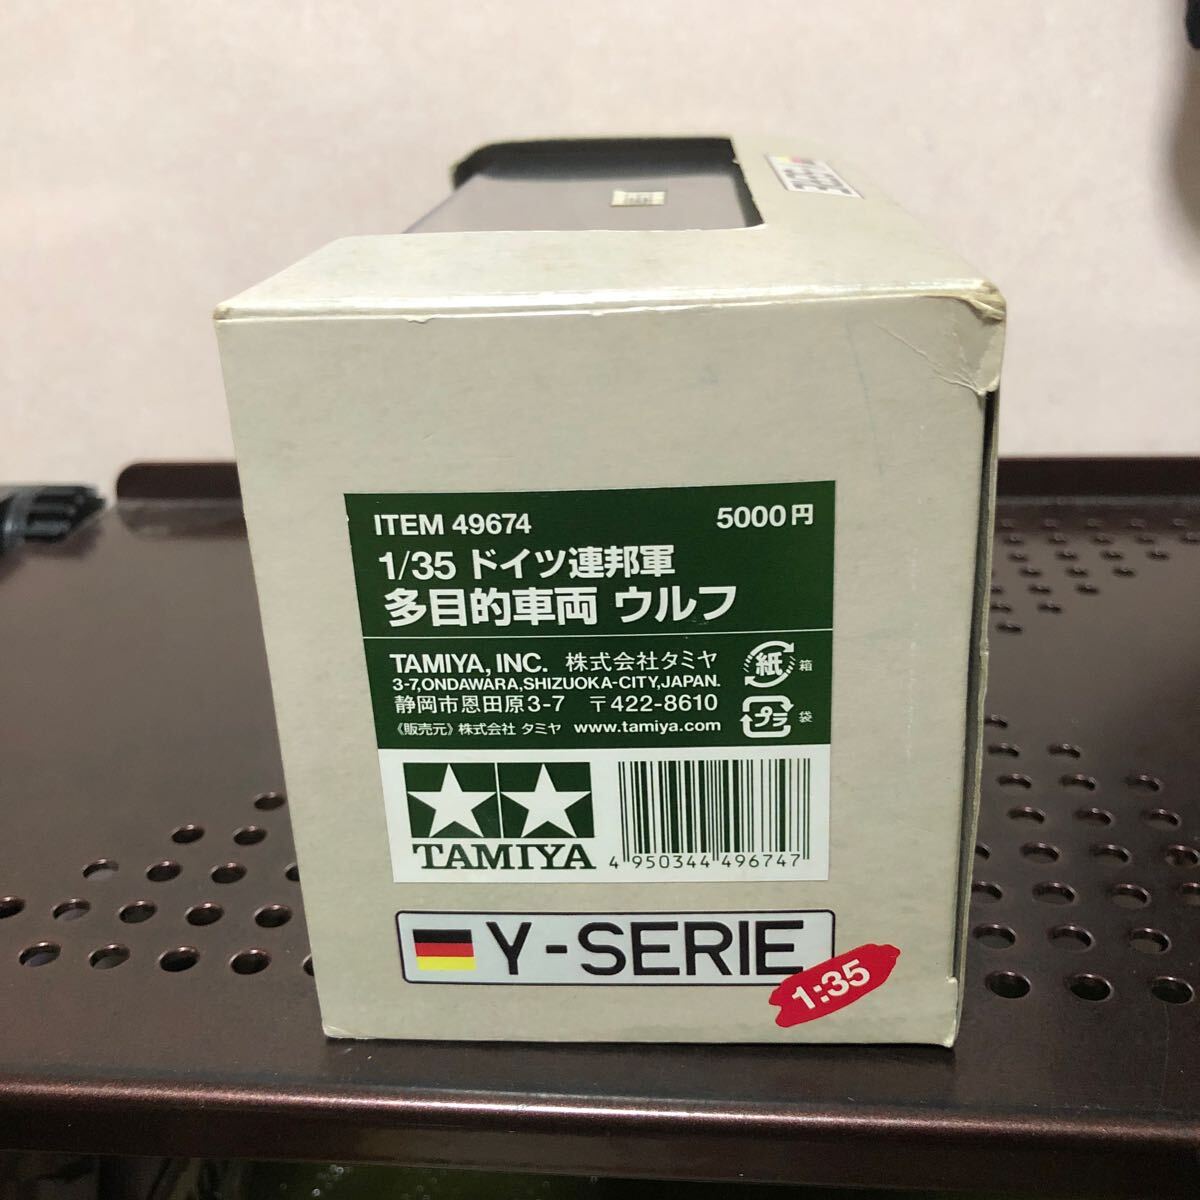 ITEM 49674 5000円
1/35 ドイツ連邦軍
多目的車両 ウルフ
TAMIYA, INC. 株式会社タミヤ
3-7,ONDAWARA,SHIZUOKA-CITY,JAPAN.
静岡市恩田原3-7 〒422-8610
《販売元》株式会社 タミヤ www.tamiya.com
紙 箱
プラ 袋
TAMIYA
4 950344 496747
Y-SERIE
1:35